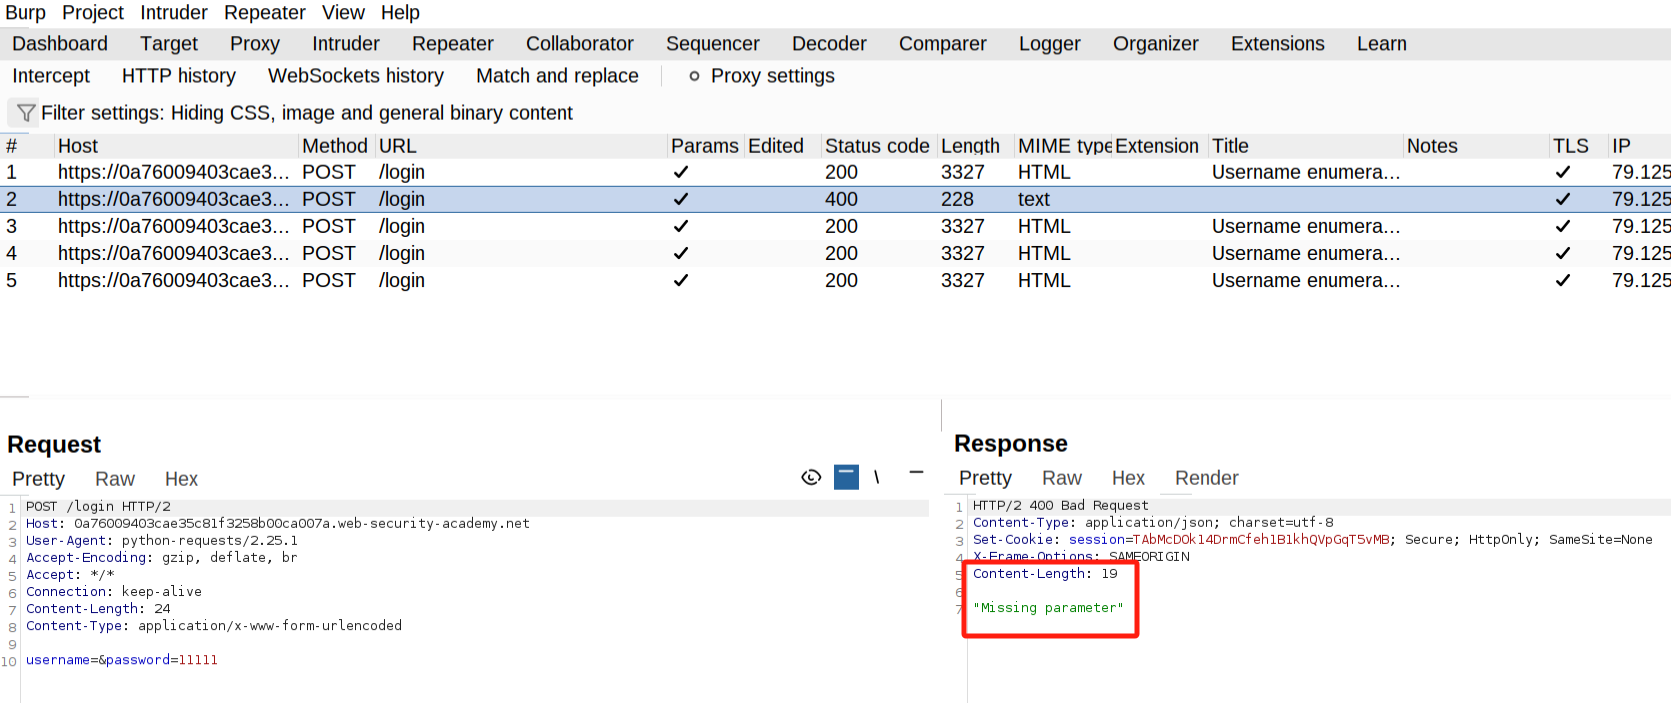 Burp Project Intruder Repeater View Help
Dashboard Target Proxy Intruder Repeater Collaborator Sequencer Decoder Comparer Logger Organizer Extensions Learn
Intercept HTTP history WebSockets history Match and replace Proxy settings
Filter settings: Hiding CSS, image and general binary content
# Host Method URL Params Edited Status code Length MIME type Extension Title Notes TLS IP
1 https://0a76009403cae3... POST /login ✓ 200 3327 HTML Username enumera... ✓ 79.125
2 https://0a76009403cae3... POST /login ✓ 400 228 text ✓ 79.125
3 https://0a76009403cae3... POST /login ✓ 200 3327 HTML Username enumera... ✓ 79.125
4 https://0a76009403cae3... POST /login ✓ 200 3327 HTML Username enumera... ✓ 79.125
5 https://0a76009403cae3... POST /login ✓ 200 3327 HTML Username enumera... ✓ 79.125
Request
Pretty Raw Hex
1 POST /login HTTP/2
2 Host: 0a76009403cae35c81f3258b00ca007a.web-security-academy.net
3 User-Agent: python-requests/2.25.1
4 Accept-Encoding: gzip, deflate, br
5 Accept: */*
6 Connection: keep-alive
7 Content-Length: 24
8 Content-Type: application/x-www-form-urlencoded
9
10 username=&password=11111
Response
Pretty Raw Hex Render
1 HTTP/2 400 Bad Request
2 Content-Type: application/json; charset=utf-8
3 Set-Cookie: session=TAbMcDOk14DrmCfeh1B1khQVpGqT5vMB; Secure; HttpOnly; SameSite=None
4 X-Frame-Options: SAMEORIGIN
5 Content-Length: 19
6
7 "Missing parameter"